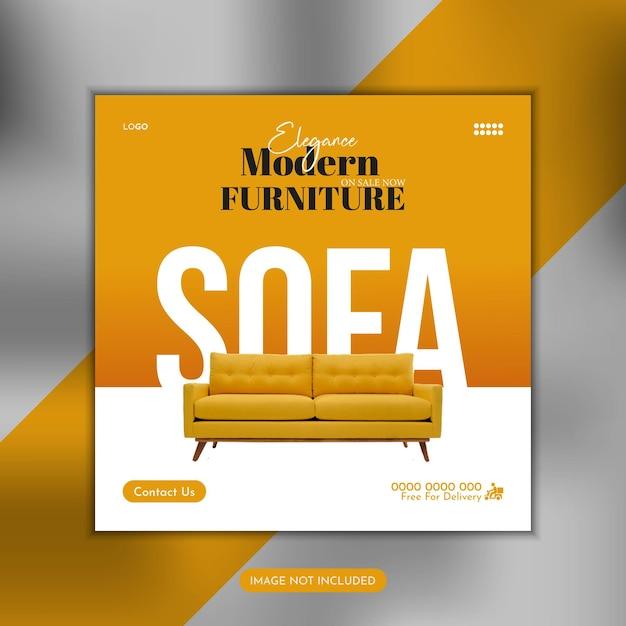 LOGO
Elegance
Modern
ON SALE NOW
FURNITURE
SOFA
Contact Us
0000 0000 000
Free For Delivery
IMAGE NOT INCLUDED